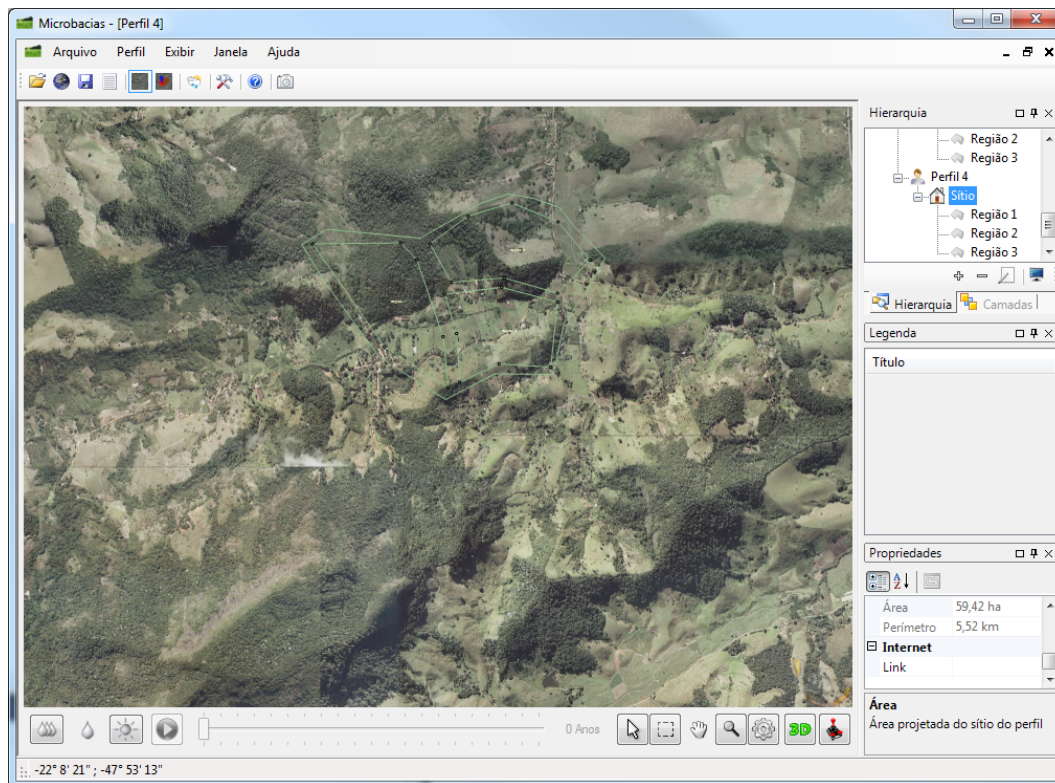 Microbacias - [Perfil 4]
Arquivo Perfil Exibir Janela Ajuda
Hierarquia
Região 2
Região 3
Perfil 4
Sítio
Região 1
Região 2
Região 3
Hierarquia Camadas
Legenda
Título
Propriedades
Área 59,42 ha
Perímetro 5,52 km
Internet
Link
Área
Área projetada do sítio do perfil
0 Anos
3D
-22° 8' 21" ; -47° 53' 13"